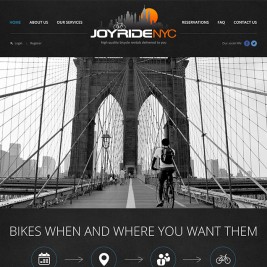 HOME ABOUT US OUR SERVICES
JOYRIDENYC
High quality bicycle rentals delivered to you
RESERVATIONS FAQ CONTACT US
Login Register
BIKES WHEN AND WHERE YOU WANT THEM